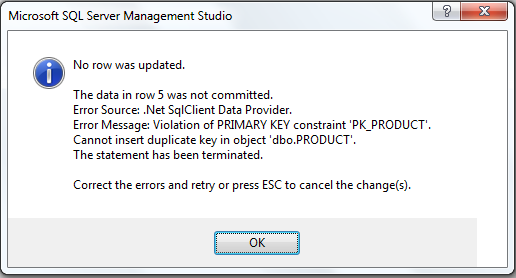 Microsoft SQL Server Management Studio
?
No row was updated.
The data in row 5 was not committed.
Error Source: .Net SqlClient Data Provider.
Error Message: Violation of PRIMARY KEY constraint 'PK_PRODUCT'.
Cannot insert duplicate key in object 'dbo.PRODUCT'.
The statement has been terminated.
Correct the errors and retry or press ESC to cancel the change(s).
OK